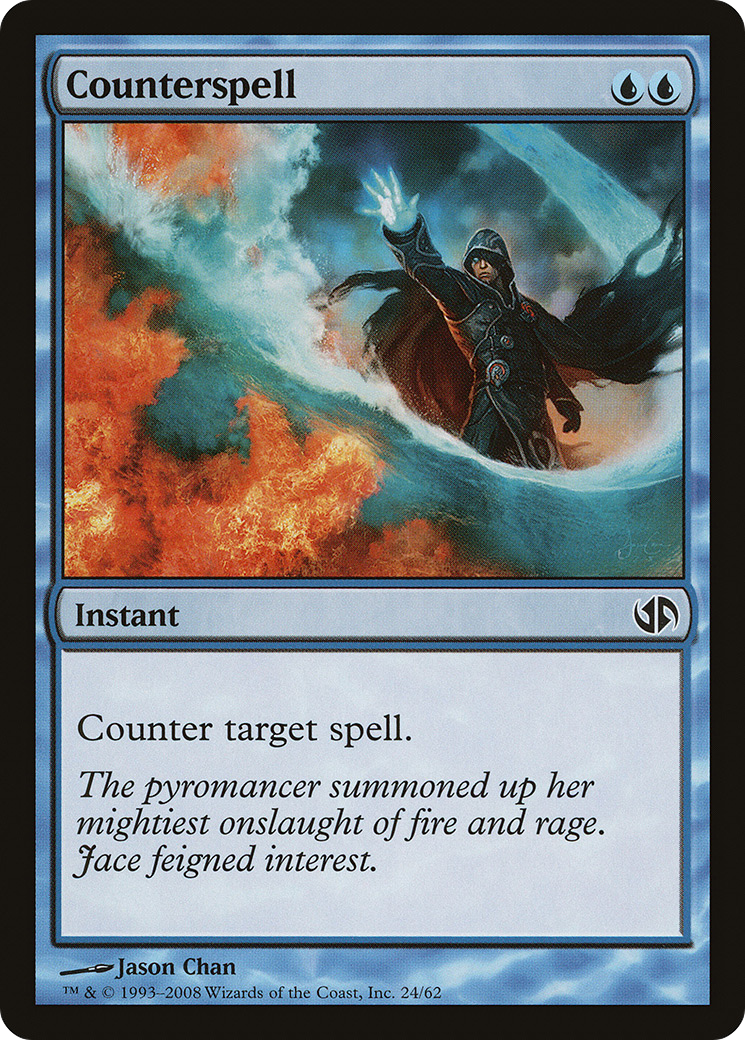 Counterspell
Instant
Counter target spell.
The pyromancer summoned up her
mightiest onslaught of fire and rage.
Jace feigned interest.
Jason Chan
™ & © 1993–2008 Wizards of the Coast, Inc. 24/62